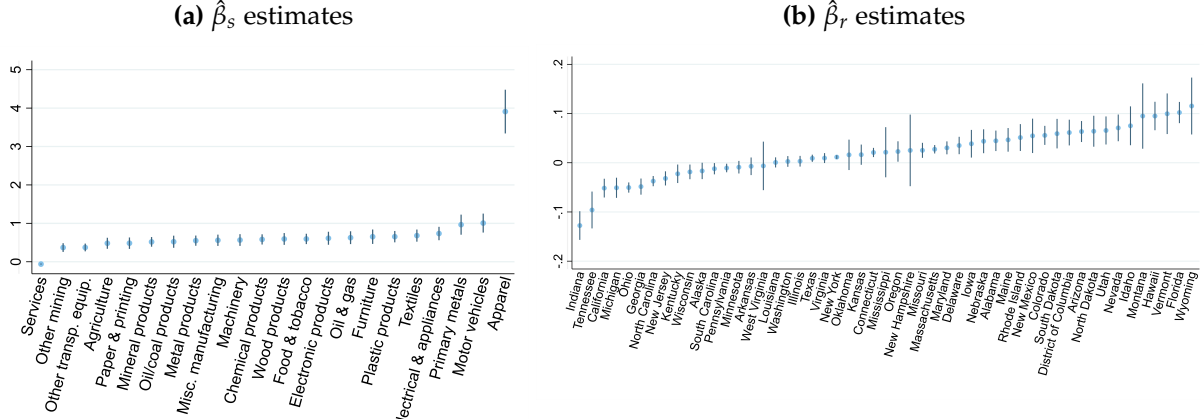 (a) β̂ₛ estimates
5
4
3
2
1
0
Services
Other mining
Other transp. equip.
Agriculture
Paper & printing
Mineral products
Oil/coal products
Metal products
Misc. manufacturing
Machinery
Chemical products
Wood products
Food & tobacco
Electronic products
Oil & gas
Furniture
Plastic products
Textiles
lectrical & appliances
Primary metals
Motor vehicles
Apparel
(b) β̂ᵣ estimates
.2
.1
0
-.1
-.2
Indiana
Tennessee
California
Michigan
Ohio
Georgia
North Carolina
New Jersey
Kentucky
Wisconsin
Alaska
South Carolina
Pennsylvania
Minnesota
Arkansas
West Virginia
Louisiana
Washington
Illinois
Texas
Virginia
New York
Oklahoma
Kansas
Connecticut
Mississippi
Oregon
New Hampshire
Missouri
Massachusetts
Maryland
Delaware
Iowa
Nebraska
Alabama
Maine
Rhode Island
New Mexico
Colorado
South Dakota
District of Columbia
Arizona
North Dakota
Utah
Nevada
Idaho
Montana
Hawaii
Vermont
Florida
Wyoming